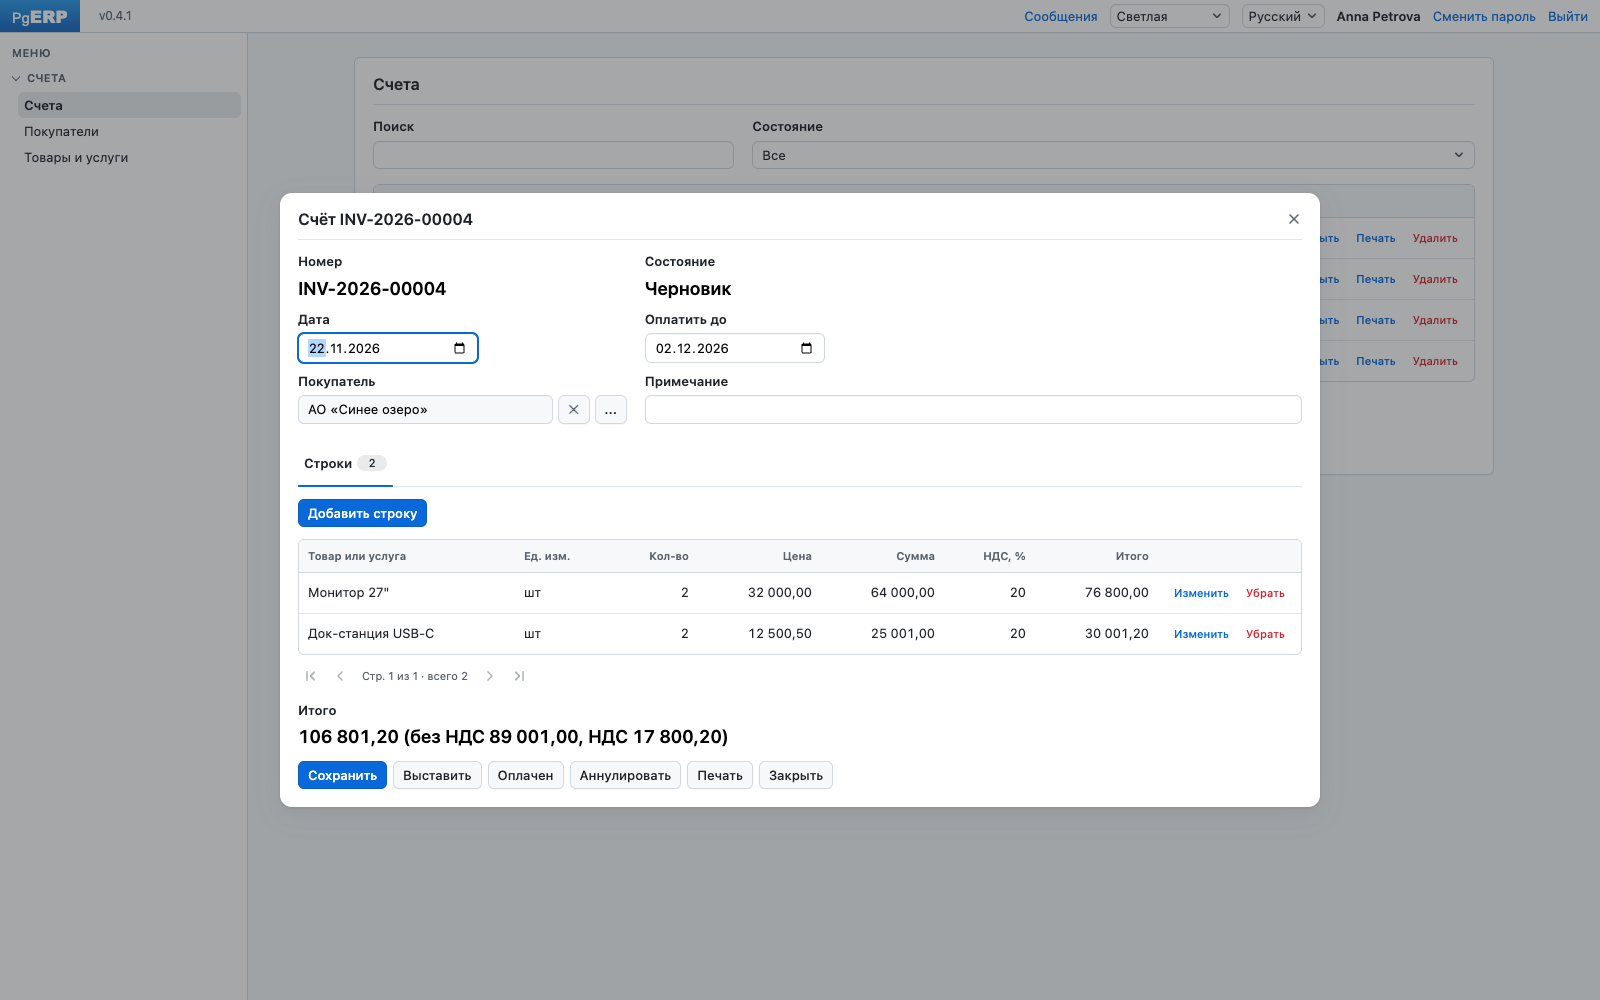 PgERP v0.4.1 Сообщения Светлая Русский Anna Petrova Сменить пароль Выйти
МЕНЮ
СЧЕТА
Счета
Покупатели
Товары и услуги
Счета
Поиск Состояние
Все
Печать Удалить
Печать Удалить
Печать Удалить
Печать Удалить
Счёт INV-2026-00004
Номер Состояние
INV-2026-00004 Черновик
Дата Оплатить до
22.11.2026 02.12.2026
Покупатель Примечание
АО «Синее озеро» ...
Строки 2
Добавить строку
Товар или услуга Ед. изм. Кол-во Цена Сумма НДС, % Итого
Монитор 27" шт 2 32 000,00 64 000,00 20 76 800,00 Изменить Убрать
Док-станция USB-C шт 2 12 500,50 25 001,00 20 30 001,20 Изменить Убрать
Стр. 1 из 1 · всего 2
Итого
106 801,20 (без НДС 89 001,00, НДС 17 800,20)
Сохранить Выставить Оплачен Аннулировать Печать Закрыть